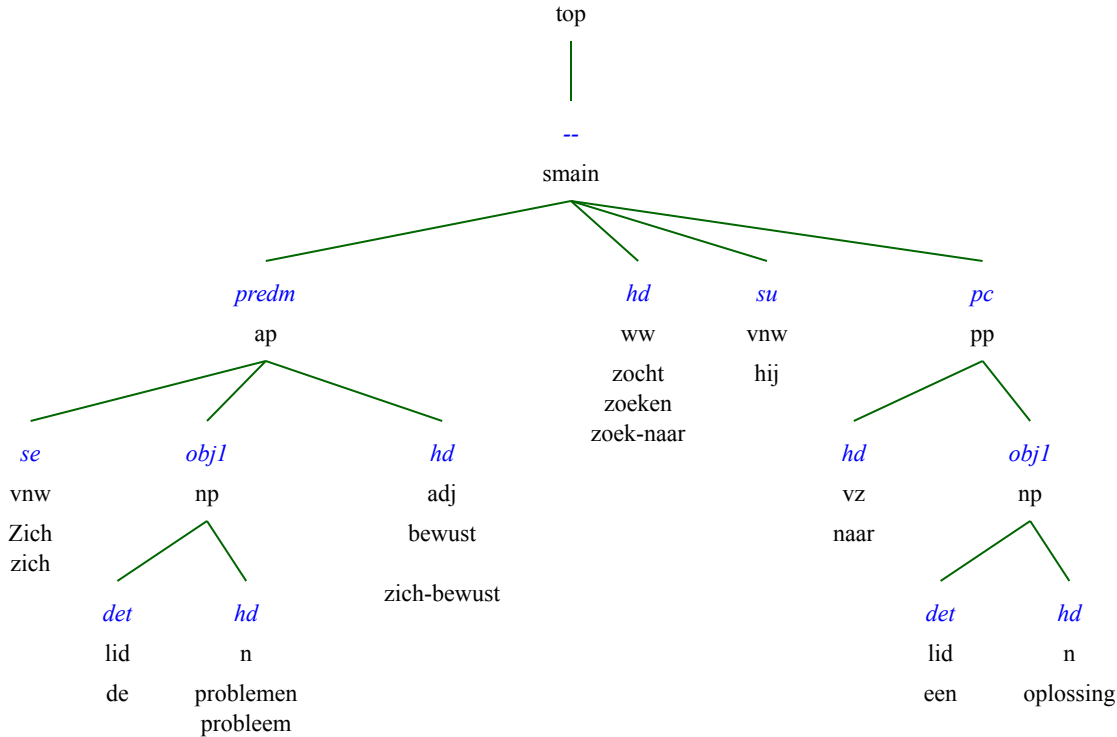 top
--
smain
predm hd su pc
ap ww vnw pp
zocht hij
zoeken
zoek-naar
se obj1 hd hd obj1
vnw np adj vz np
Zich bewust naar
zich
zich-bewust
det hd det hd
lid n lid n
de problemen een oplossing
probleem